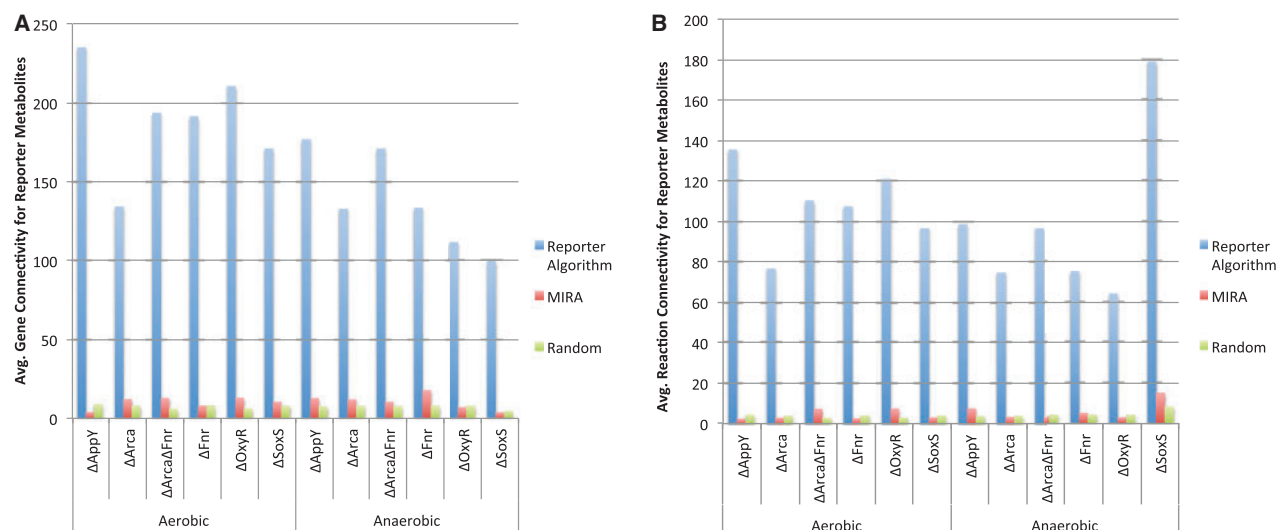 A
Avg. Gene Connectivity for Reporter Metabolites
250
200
150
100
50
0
ΔAppY
ΔArca
ΔArcaΔFnr
ΔFnr
ΔOxyR
ΔSoxS
ΔAppY
ΔArca
ΔArcaΔFnr
ΔFnr
ΔOxyR
ΔSoxS
Aerobic
Anaerobic
Reporter
Algorithm
MIRA
Random
B
Avg. Reaction Connectivity for Reporter Metabolites
200
180
160
140
120
100
80
60
40
20
0
ΔAppY
ΔArca
ΔArcaΔFnr
ΔFnr
ΔOxyR
ΔSoxS
ΔAppY
ΔArca
ΔArcaΔFnr
ΔFnr
ΔOxyR
ΔSoxS
Aerobic
Anaerobic
Reporter
Algorithm
MIRA
Random